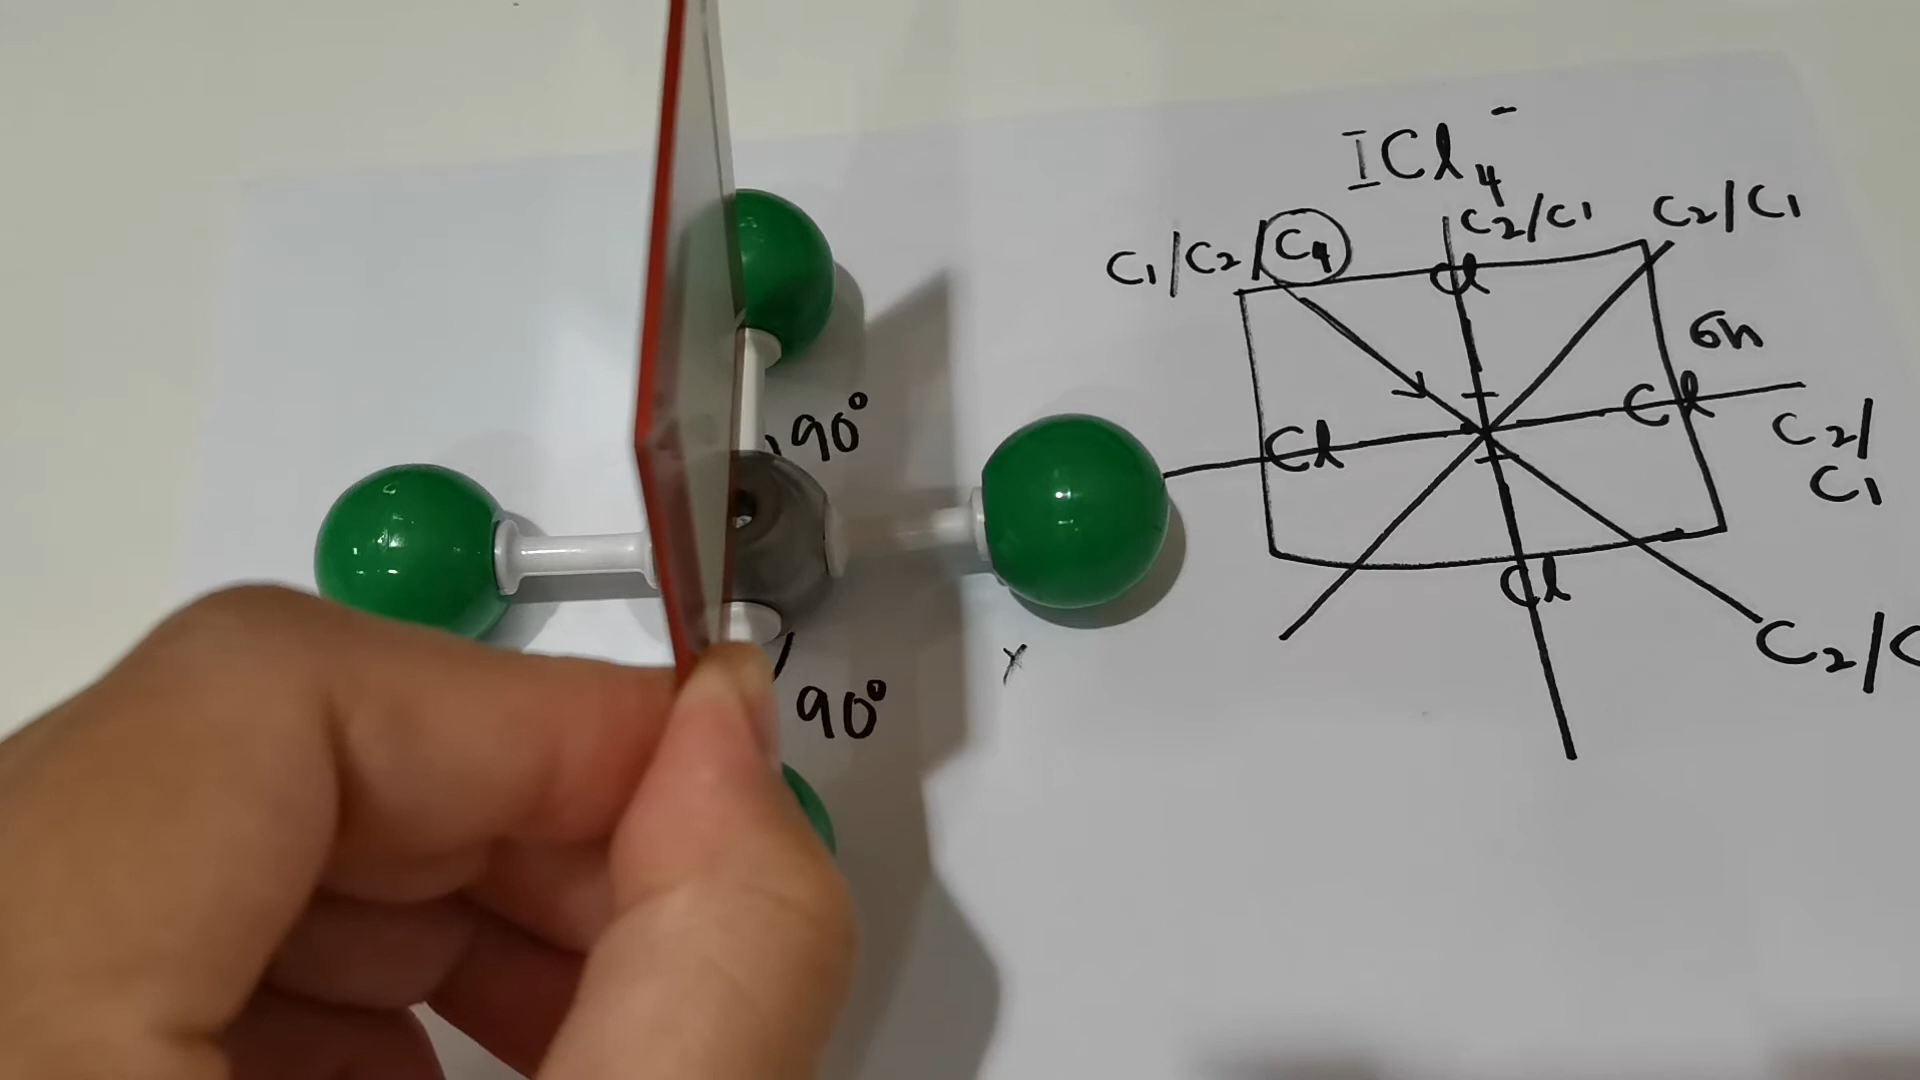 ICl₄⁻
C₁/C₂/C₄
C₂/C₁
C₂/C₁
Cl
σh
Cl
Cl
C₂/
C₁
Cl
C₂/C
90°
90°
x